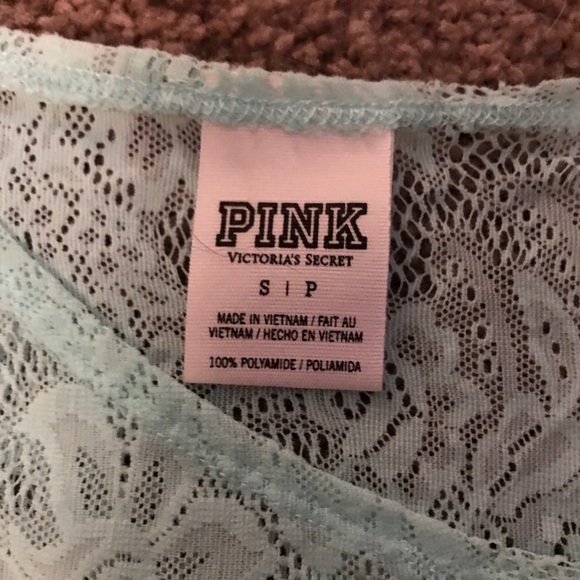 PINK
VICTORIA'S SECRET
S | P
MADE IN VIETNAM / FAIT AU
VIETNAM / HECHO EN VIETNAM
100% POLYAMIDE / POLIAMIDA